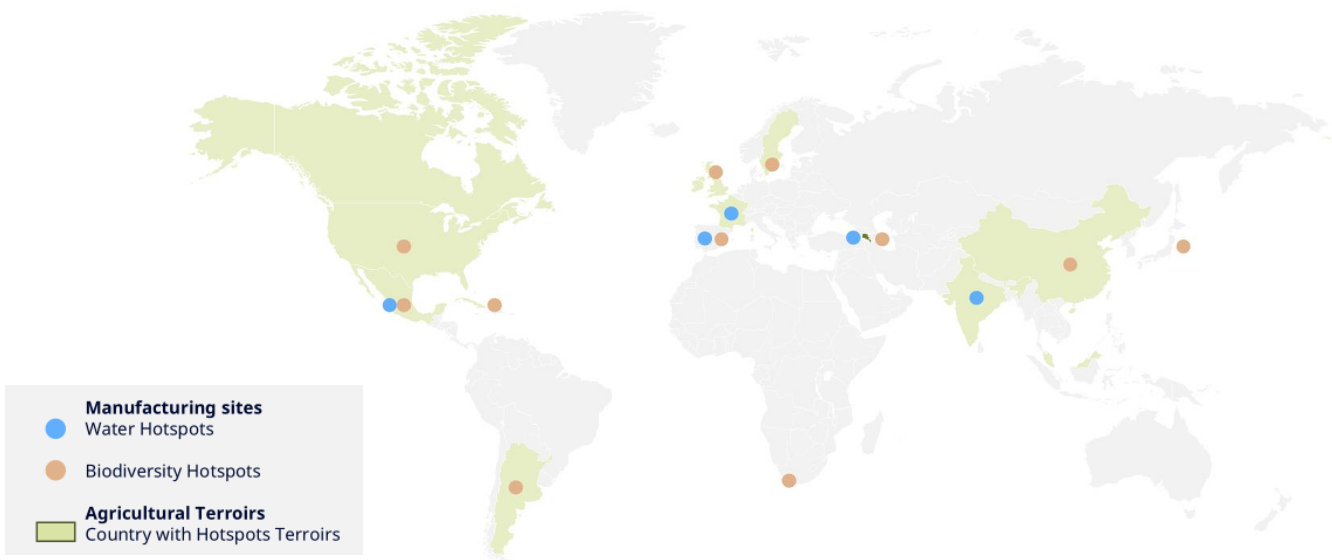 Manufacturing sites
Water Hotspots
Biodiversity Hotspots
Agricultural Terroirs
Country with Hotspots Terroirs